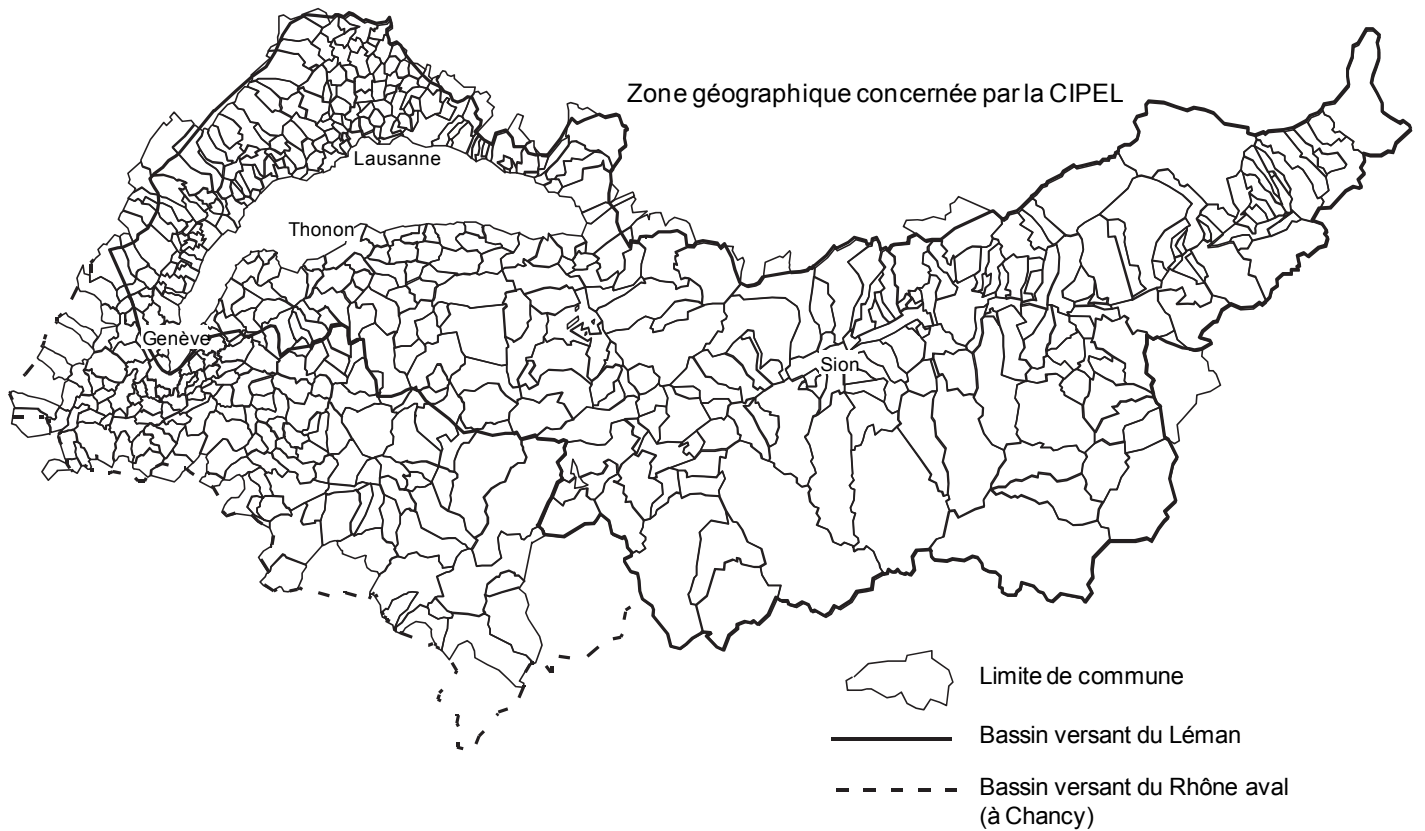 Zone géographique concernée par la CIPEL
Lausanne
Thonon
Genève
Sion
Limite de commune
Bassin versant du Léman
Bassin versant du Rhône aval
(à Chancy)